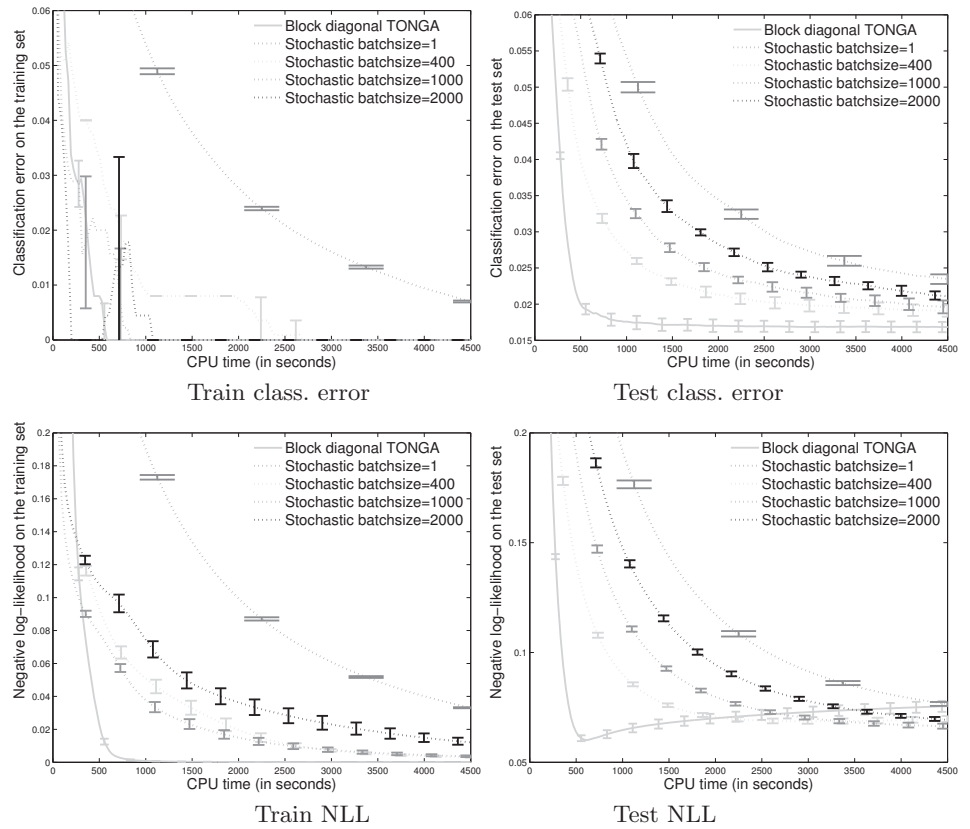 Classification error on the training set
0.06
0.05
0.04
0.03
0.02
0.01
0
0 500 1000 1500 2000 2500 3000 3500 4000 4500
CPU time (in seconds)
Block diagonal TONGA
Stochastic batchsize=1
Stochastic batchsize=400
Stochastic batchsize=1000
Stochastic batchsize=2000
Train class. error
Classification error on the test set
0.06
0.055
0.05
0.045
0.04
0.035
0.03
0.025
0.02
0.015
0 500 1000 1500 2000 2500 3000 3500 4000 4500
CPU time (in seconds)
Block diagonal TONGA
Stochastic batchsize=1
Stochastic batchsize=400
Stochastic batchsize=1000
Stochastic batchsize=2000
Test class. error
Negative log−likelihood on the training set
0.2
0.18
0.16
0.14
0.12
0.1
0.08
0.06
0.04
0.02
0
0 500 1000 1500 2000 2500 3000 3500 4000 4500
CPU time (in seconds)
Block diagonal TONGA
Stochastic batchsize=1
Stochastic batchsize=400
Stochastic batchsize=1000
Stochastic batchsize=2000
Train NLL
Negative log−likelihood on the test set
0.2
0.15
0.1
0.05
0 500 1000 1500 2000 2500 3000 3500 4000 4500
CPU time (in seconds)
Block diagonal TONGA
Stochastic batchsize=1
Stochastic batchsize=400
Stochastic batchsize=1000
Stochastic batchsize=2000
Test NLL